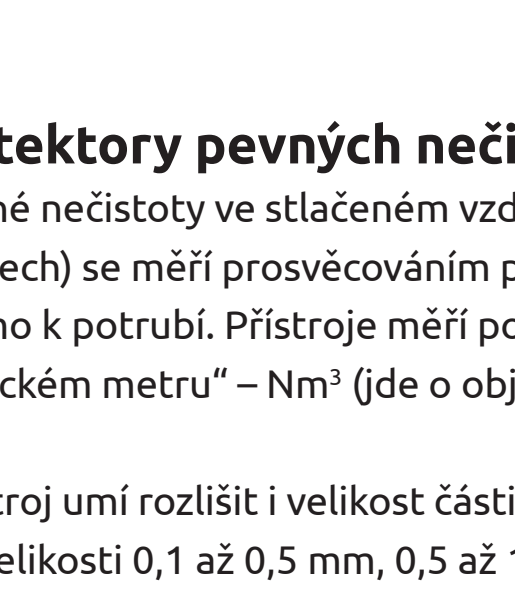 tektory pevných neči
né nečistoty ve stlačeném vzd
ech) se měří prosvěcováním p
no k potrubí. Přístroje měří po
ckém metru“ – Nm³ (jde o obj
troj umí rozlišit i velikost části
elikosti 0,1 až 0,5 mm, 0,5 až 1